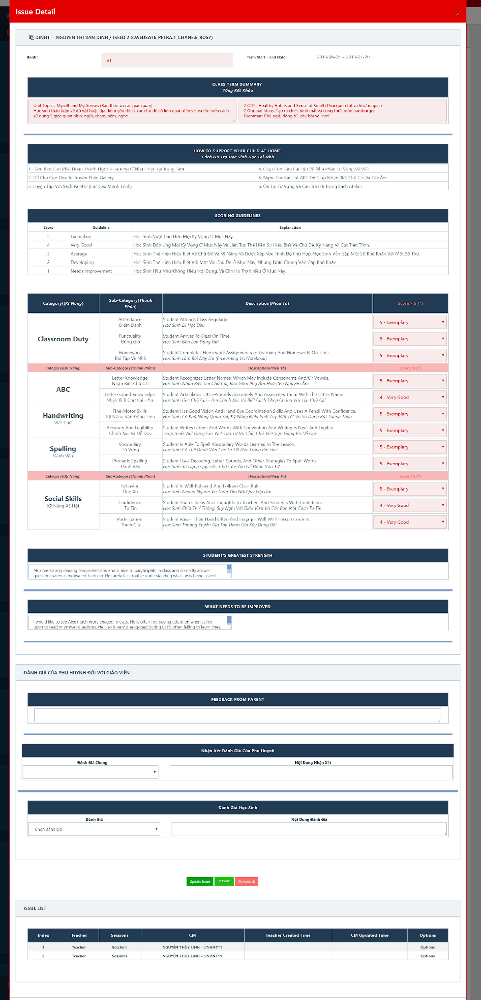 Issue Detail
×
DINH1 -- NGUYEN THI VAN DINH / (SEED 2-8.WEDSAT6_PETRA.1_CHANE.6_ROSY)
Book :
A1
Term Start - End Date:
2018-06-05 ~ 2018-07-20
CLASS TERM SUMMARY
Tổng Kết Khóa
Unit Topics: Myself and My Senses (Bản thân và các giác quan)
Học sinh thảo luận về đồ vật hoặc địa điểm yêu thích, các chủ đề có liên quan đến vẽ, và tìm hiểu cách
sử dụng 5 giác quan nhìn, ngửi, chạm, nếm, nghe
2 CTPs: Healthy Habits and Sense of Smell (Thói quen tốt và khướu giác)
2 Original Ideas: Tạo ra chiếc kính mắt và công thức món hamburger
Grammar: Chủ ngữ, động từ, câu hỏi và "not"
HOW TO SUPPORT YOUR CHILD AT HOME
Cách Hỗ Trợ Học Sinh Học Tại Nhà
1. Đảm Bảo Con Phải Hoàn Thành Học E-Learning Ở Nhà Hoặc Tại Trung Tâm
4. Giúp Con Làm Bài Tập Về Nhà Phần Từ Vựng Và Viết
2. Để Cho Con Đọc To Truyện Phần Gallery
5. Nghe Các Bài Hát ABC Để Giúp Nhận Biết Chữ Cái Và Các Âm
3. Luyện Tập Với Sách Palette (Các Câu Mệnh Lệnh)
6. Ôn Lại Từ Vựng Và Câu Trả Lời Trong Sách Atelier
SCORING GUIDELINES
Score Guideline Explanation
5 Exemplary Học Sinh Vượt Cao Hơn Mọi Kỳ Vọng Ở Mục Này.
4 Very Good Học Sinh Đáp Ứng Mọi Kỳ Vọng Ở Mục Này Và Liên Tục Thể Hiện Sự Hiểu Biết Về Chủ Đề, Kỹ Năng Và Các Tiến Trình.
3 Average Học Sinh Thể Hiện Hiểu Biết Về Chủ Đề Và Kỹ Năng Và Được Xếp Vào Trình Độ Phù Hợp. Học Sinh Vẫn Gặp Một Số Khó Khăn Với Một Số Thứ.
2 Developing Học Sinh Thể Hiện Hiểu Biết Với Một Vài Chủ Đề Ở Mục Này, Nhưng Nhìn Chung Vẫn Gặp Khó Khăn.
1 Needs Improvement Học Sinh Hầu Như Không Hiểu Nội Dung, Và Cần Hỗ Trợ Nhiều Ở Mục Này.
Category((Kĩ Năng) Sub-Category(Thành Phần) Description(Miêu Tả) Score / 5 (*)
Classroom Duty
Attendance
Điểm Danh
Student Attends Class Regularly.
Học Sinh Đi Học Đều
5 - Exemplary
Punctuality
Đúng Giờ
Student Arrives To Class On Time..
Học Sinh Đến Lớp Đúng Giờ
5 - Exemplary
Homework
Bài Tập Về Nhà
Student Completes Homework Assignments (E Learning And Homework) On Time.
Học Sinh Làm Bài Đầy Đủ (E-Learning Và Notebook)
5 - Exemplary
Category((Kĩ Năng) Sub-Category(Thành Phần) Description(Miêu Tả) Score / 5 (*)
ABC
Letter Knowledge
Nhận Biết Chữ Cái
Student Recognizes Letter Names, Which May Include Consonants And/Or Vowels.
Học Sinh Nhận Biết Tên Chữ Cái, Bao Gồm Phụ Âm Hoặc/Và Nguyên Âm
5 - Exemplary
Letter-Sound Knowledge
Nhận Biết Chữ Cái - Âm
Student Articulates Letter-Sounds Accurately And Associates Them With The Letter Name.
Học Sinh Đọc Chữ Cái - Âm Chính Xác Và Biết Cách Ghép Chúng Với Tên Chữ Cái
4 - Very Good
Handwriting
Viết Chữ
Fine-Motor Skills
Kỹ Năng Vận Động Tinh
Student Has Good Vision And Hand-Eye Coordination Skills And Uses A Pencil With Confidence.
Học Sinh Có Khả Năng Quan Sát, Kỹ Năng Điều Phối Tay-Mắt Tốt Và Sử Dụng Bút Thành Thạo
5 - Exemplary
Accurary And Legibility
Chính Xác Và Dễ Đọc
Student Writes Letters And Words With Convention And Writing Is Neat And Legible.
>Học Sinh Viết Đúng Các Nét Của Từ Và Chữ, Chữ Viết Gọn Gàng Và Dễ Đọc
5 - Exemplary
Spelling
Đánh Vần
Vocabulary
Từ Vựng
Student Is Able To Spell Vocabulary Words Learned In The Lesson.
Học Sinh Có Thể Đánh Vần Các Từ Đã Học Trong Bài Học
5 - Exemplary
Phonetic Spelling
Đánh Vần
Student Uses Decoding, Letter-Sounds, And Other Strategies To Spell Words.
Học Sinh Sử Dụng Quy Tắc, Chữ Cái- Âm Để Đánh Vần Từ
5 - Exemplary
Category((Kĩ Năng) Sub-Category(Thành Phần) Description(Miêu Tả) Score / 5 (*)
Social Skills
Kỹ Năng Xã Hội
Behavior
Ứng Xử
Student Is Well-Behaved And Follows Class Rules.
Học Sinh Ngoan Ngoãn Và Tuân Thủ Nội Quy Lớp Học.
5 - Exemplary
Confidence
Tự Tin
Student Shares Ideas And Thoughts To Teachers And Students With Confidence.
Học Sinh Chia Sẻ Ý Tưởng, Suy Nghĩ Với Giáo Viên Và Các Bạn Một Cách Tự Tin
4 - Very Good
Participation
Tham Gia
Student Raises Their Hand Often And Engages Well With Lesson Content.
Học Sinh Thường Xuyên Giơ Tay Tham Gia Xây Dựng Bài
4 - Very Good
STUDENT'S GREATEST STRENGTH
Alex has strong reading comprehension and is able to paryticipate in class and correctly answer
questions when is motivated to do so. He rarely has trouble understanding what he is being asked
WHAT NEEDS TO BE IMPROVED
I would like to see Alex much more enaged in class. He is often not paying attention when called
upon to read or answer questions. He also is very disengaged during CTPS often failing to learn lines.
ĐÁNH GIÁ CỦA PHỤ HUYNH ĐỐI VỚI GIÁO VIÊN
FEEDBACK FROM PARENT
Nhận Xét Đánh Giá Của Phụ Huynh
Đánh Giá Chung Nội Dung Nhận Xét
Đánh Giá Học Sinh
Đánh Giá Nội Dung Đánh Giá
Chọn đánh giá
Update Issue In Issue Comeback
ISSUE LIST
Index Teacher Sessions CM Teacher Created Time CM Updated Time Options
1 Teacher Sessions NGUYỄN THÙY LINH - LINHNT11 Options
2 Teacher Sessions NGUYỄN THÙY LINH - LINHNT11 Options